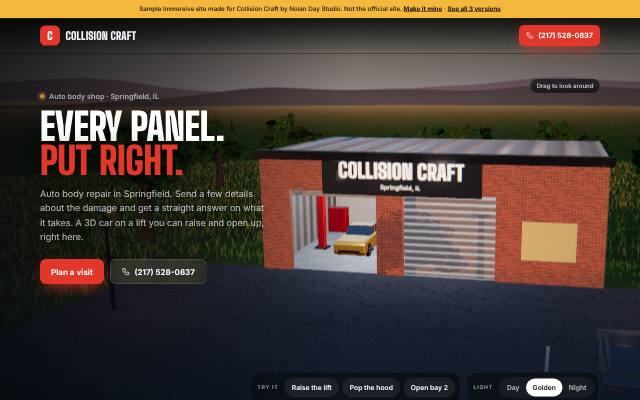 Sample Immersive site made for Collision Craft by Nolan Day Studio. Not the official site. Make it mine · See all 3 versions
C COLLISION CRAFT
(217) 528-0837
Drag to look around
Auto body shop · Springfield, IL
EVERY PANEL.
PUT RIGHT.
COLLISION CRAFT
Springfield, IL
Auto body repair in Springfield. Send a few details
about the damage and get a straight answer on what
it takes. A 3D car on a lift you can raise and open up,
right here.
Plan a visit
(217) 528-0837
TRY IT Raise the lift Pop the hood Open bay 2
LIGHT Day Golden Night